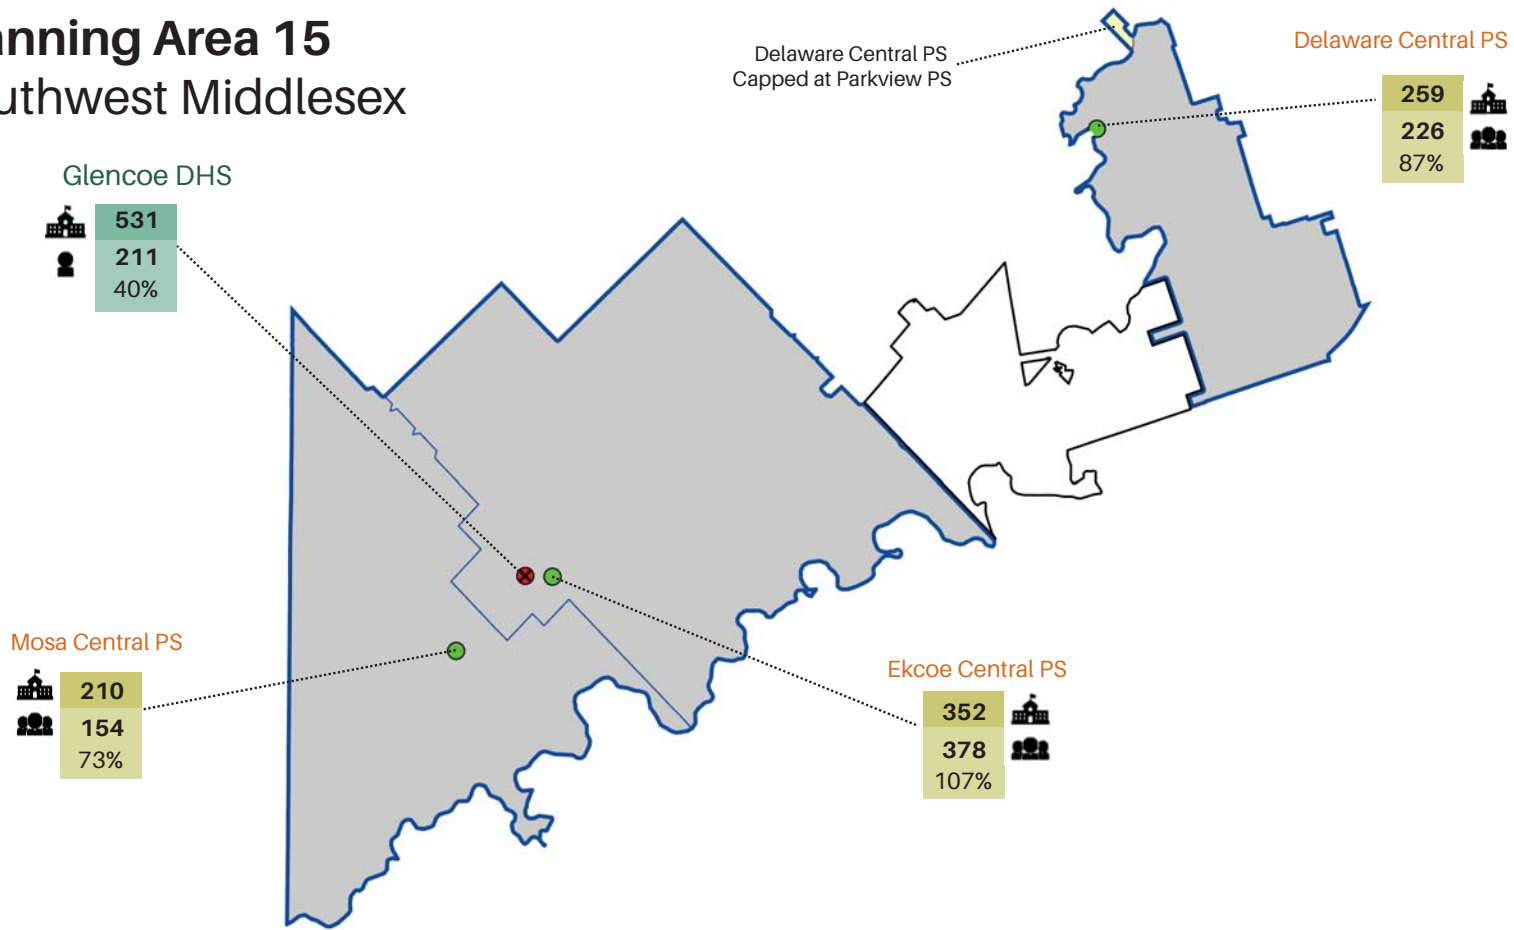 anning Area 15
uthwest Middlesex
Delaware Central PS
Capped at Parkview PS
Delaware Central PS
259
226
87%
Glencoe DHS
531
211
40%
Mosa Central PS
210
154
73%
Ekcoe Central PS
352
378
107%